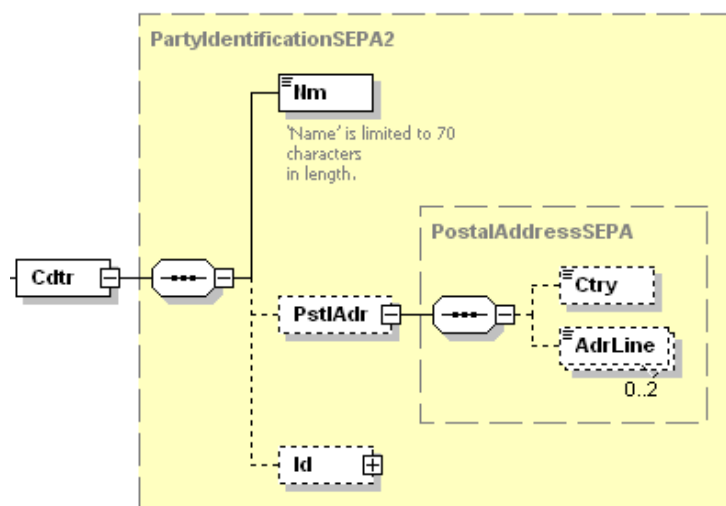 PartyIdentificationSEPA2
Nm
'Name' is limited to 70
characters
in length.
PostalAddressSEPA
Cdtr
Ctry
PstlAdr
AdrLine
0..2
Id